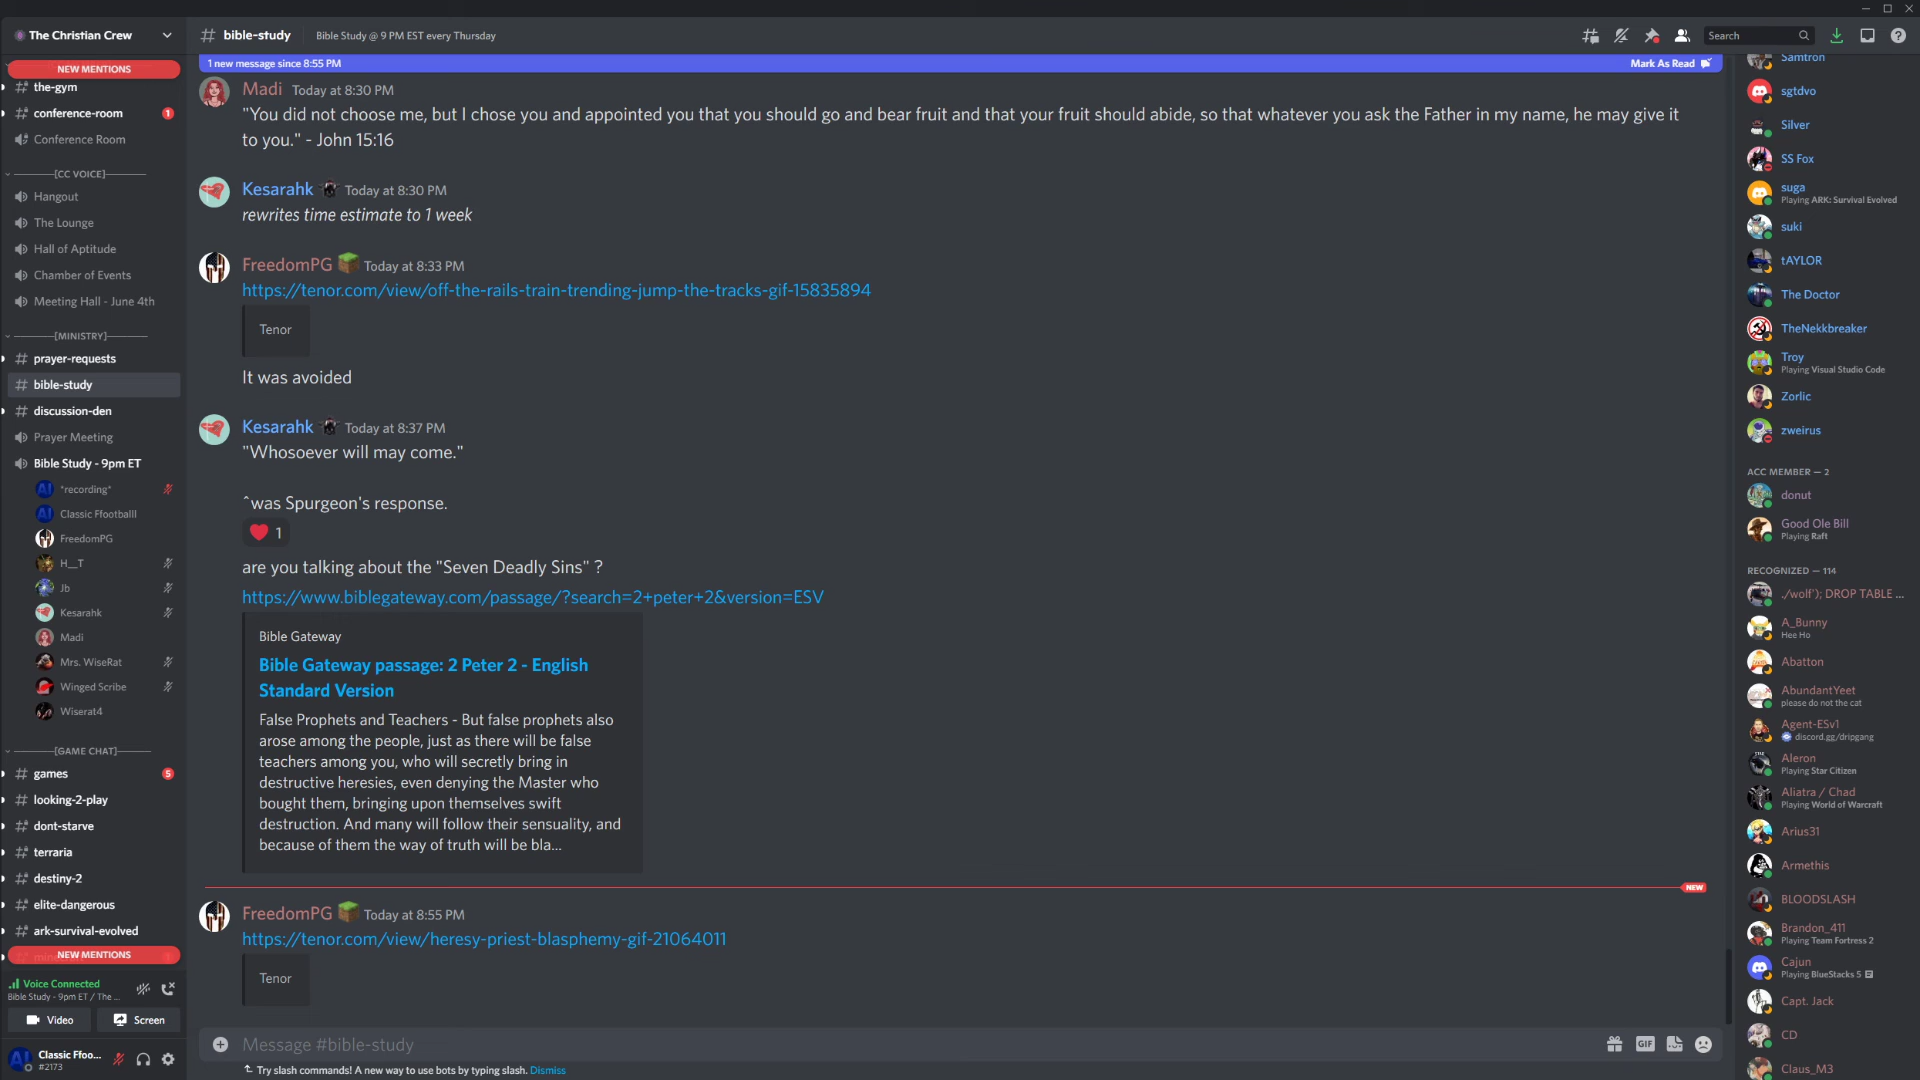 The Christian Crew
NEW MENTIONS
the-gym
conference-room
1
Conference Room
[CC VOICE]
Hangout
The Lounge
Hall of Aptitude
Chamber of Events
Meeting Hall - June 4th
[MINISTRY]
prayer-requests
bible-study
discussion-den
Prayer Meeting
Bible Study - 9pm ET
*recording*
Classic Ffootballl
FreedomPG
H__T
Jb
Kesarahk
Madi
Mrs. WiseRat
Winged Scribe
Wiserat4
[GAME CHAT]
games
5
looking-2-play
dont-starve
terraria
destiny-2
elite-dangerous
ark-survival-evolved
NEW MENTIONS
Voice Connected
Bible Study - 9pm ET / The ...
Video
Screen
Classic Ffoo...
#2173
bible-study
Bible Study @ 9 PM EST every Thursday
Search
1 new message since 8:55 PM
Mark As Read
Madi Today at 8:30 PM
"You did not choose me, but I chose you and appointed you that you should go and bear fruit and that your fruit should abide, so that whatever you ask the Father in my name, he may give it
to you." - John 15:16
Kesarahk Today at 8:30 PM
rewrites time estimate to 1 week
FreedomPG Today at 8:33 PM
https://tenor.com/view/off-the-rails-train-trending-jump-the-tracks-gif-15835894
Tenor
It was avoided
Kesarahk Today at 8:37 PM
"Whosoever will may come."
^was Spurgeon's response.
1
are you talking about the "Seven Deadly Sins" ?
https://www.biblegateway.com/passage/?search=2+peter+2&version=ESV
Bible Gateway
Bible Gateway passage: 2 Peter 2 - English
Standard Version
False Prophets and Teachers - But false prophets also
arose among the people, just as there will be false
teachers among you, who will secretly bring in
destructive heresies, even denying the Master who
bought them, bringing upon themselves swift
destruction. And many will follow their sensuality, and
because of them the way of truth will be bla...
NEW
FreedomPG Today at 8:55 PM
https://tenor.com/view/heresy-priest-blasphemy-gif-21064011
Tenor
Message #bible-study
GIF
Try slash commands! A new way to use bots by typing slash. Dismiss
Samtron
sgtdvo
Silver
SS Fox
suga
Playing ARK: Survival Evolved
suki
tAYLOR
The Doctor
TheNekkbreaker
Troy
Playing Visual Studio Code
Zorlic
zweirus
ACC MEMBER — 2
donut
Good Ole Bill
Playing Raft
RECOGNIZED — 114
./wolf'); DROP TABLE ...
A_Bunny
Hee Ho
Abatton
AbundantYeet
please do not the cat
Agent-ESv1
discord.gg/dripgang
Aleron
Playing Star Citizen
Aliatra / Chad
Playing World of Warcraft
Arius31
Armethis
BLOODSLASH
Brandon_411
Playing Team Fortress 2
Cajun
Playing BlueStacks 5
Capt. Jack
CD
Claus_M3